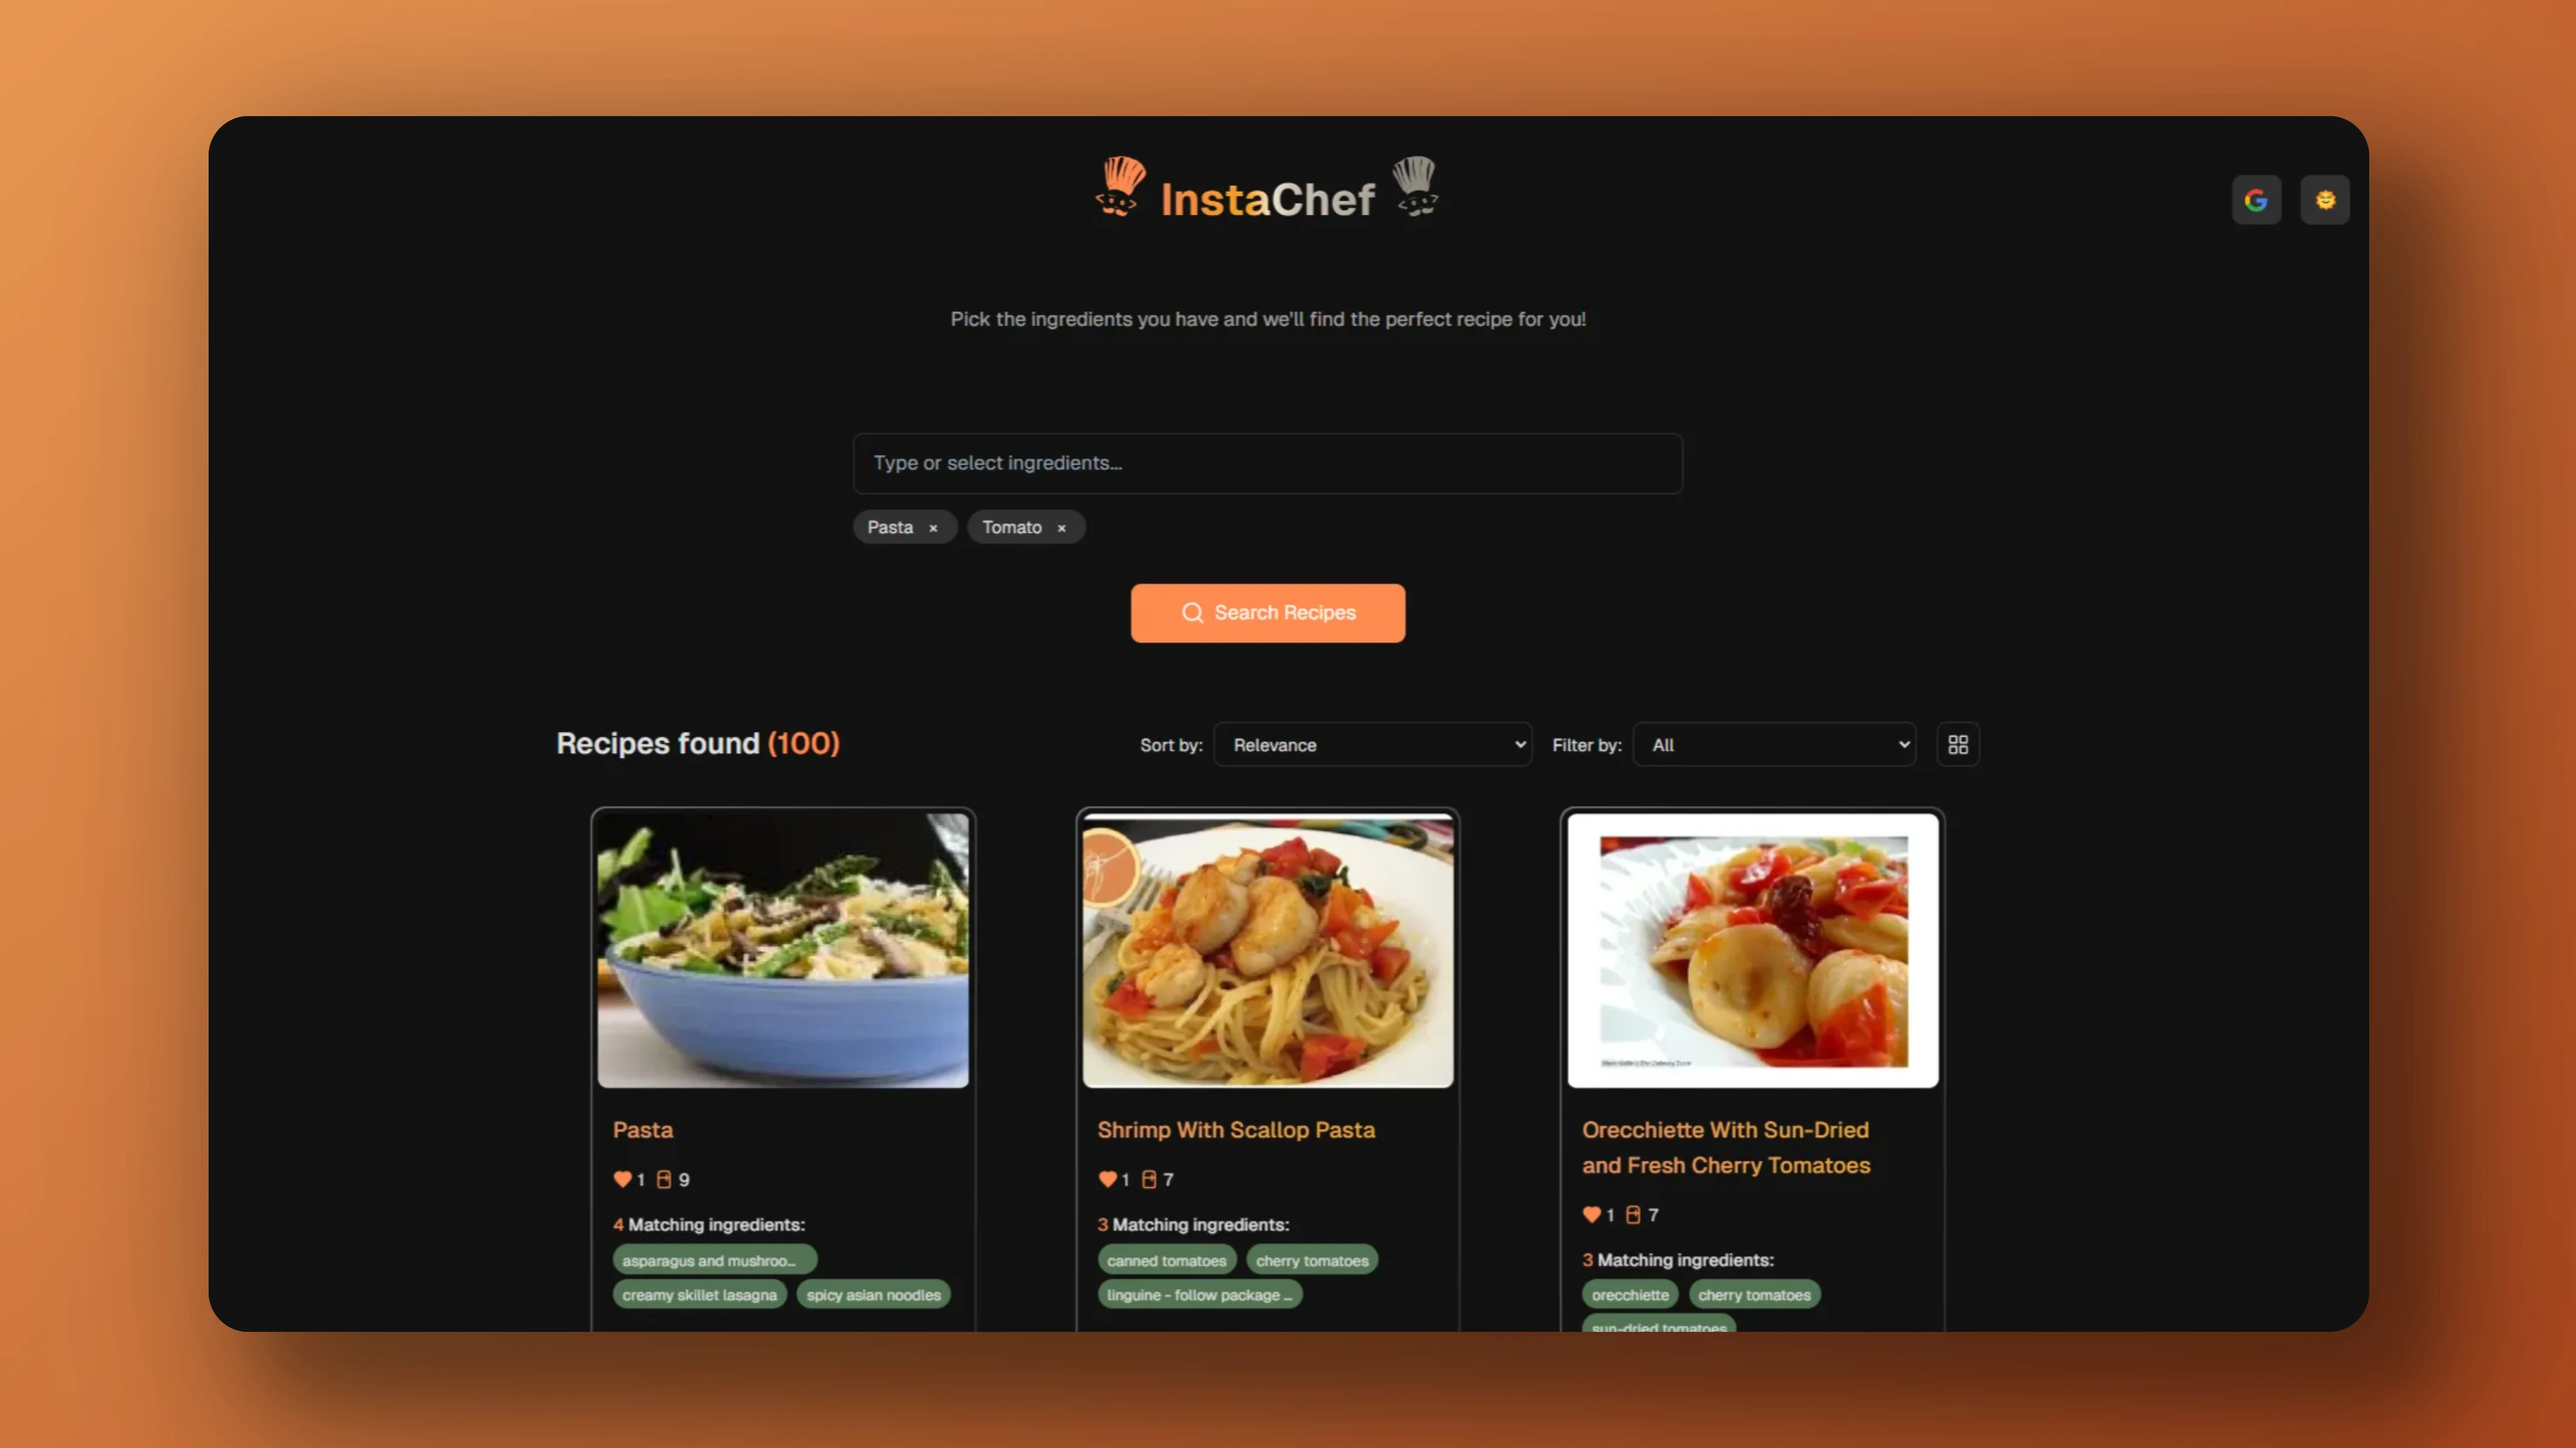 InstaChef
Pick the ingredients you have and we'll find the perfect recipe for you!
Type or select ingredients...
Pasta × Tomato ×
Search Recipes
Recipes found (100)
Sort by: Relevance Filter by: All
Pasta
1 9
4 Matching ingredients:
asparagus and mushroo...
creamy skillet lasagna spicy asian noodles
Shrimp With Scallop Pasta
1 7
3 Matching ingredients:
canned tomatoes cherry tomatoes
linguine - follow package ...
Orecchiette With Sun-Dried
and Fresh Cherry Tomatoes
1 7
3 Matching ingredients:
orecchiette cherry tomatoes
sun-dried tomatoes